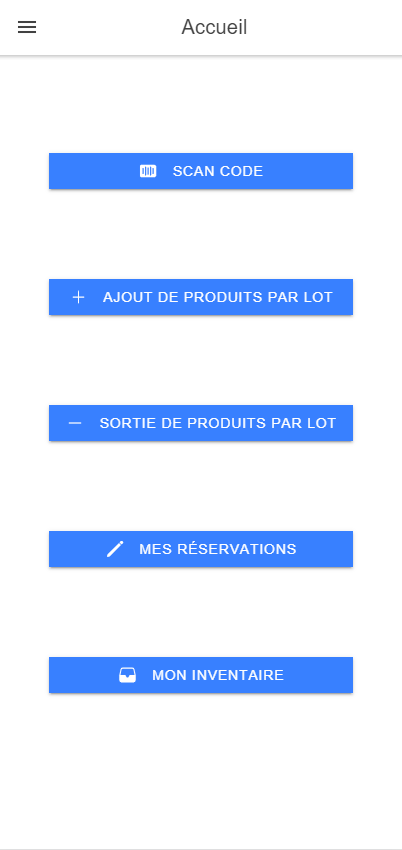 Accueil
SCAN CODE
AJOUT DE PRODUITS PAR LOT
SORTIE DE PRODUITS PAR LOT
MES RÉSERVATIONS
MON INVENTAIRE